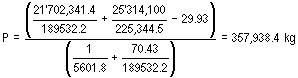 P = ( 21'702,341.4 / 189532.2 + 25'314,100 / 225,344.5 − 29.93 ) / ( 1 / 5601.8 + 70.43 / 189532.2 ) = 357,938.4 kg